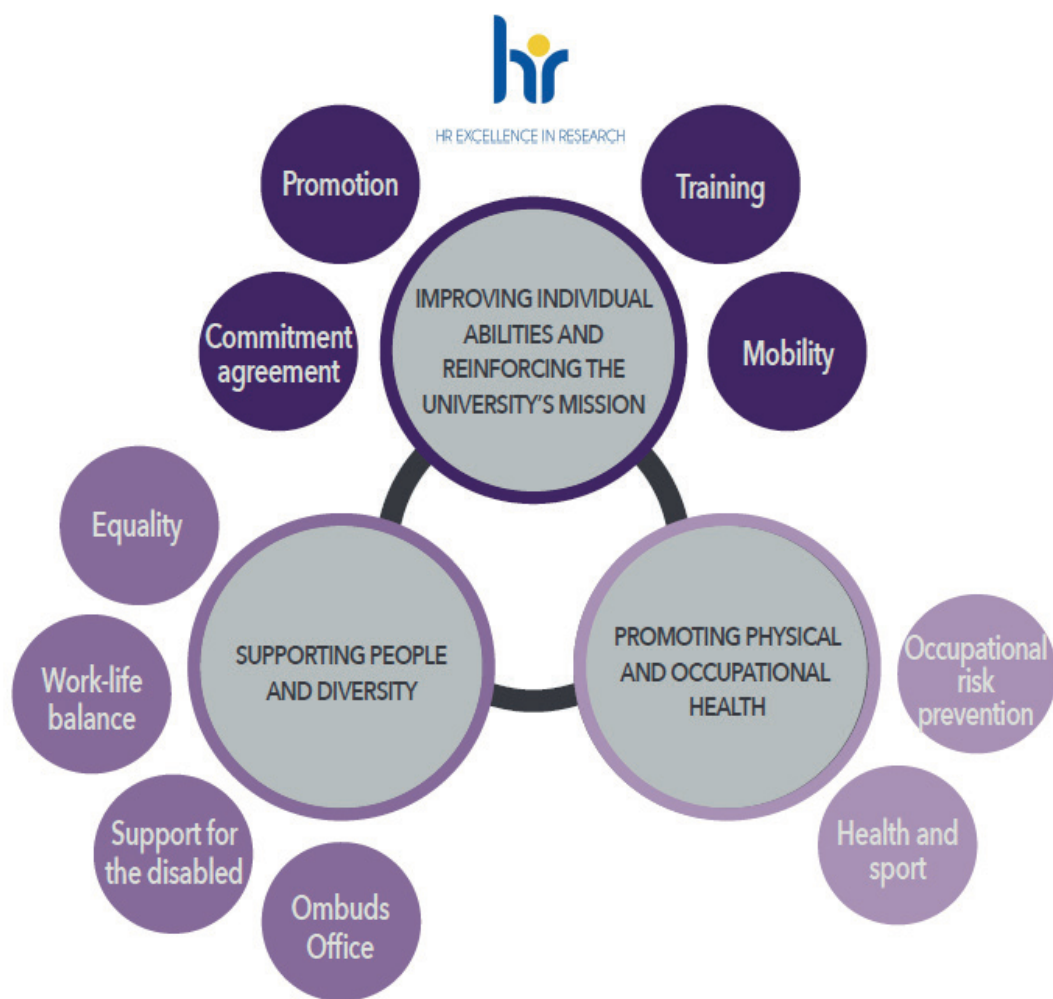 hr
HR EXCELLENCE IN RESEARCH
Promotion
Training
Commitment
agreement
IMPROVING INDIVIDUAL
ABILITIES AND
REINFORCING THE
UNIVERSITY'S MISSION
Mobility
Equality
Work-life
balance
Support for
the disabled
Ombuds
Office
SUPPORTING PEOPLE
AND DIVERSITY
PROMOTING PHYSICAL
AND OCCUPATIONAL
HEALTH
Occupational
risk
prevention
Health and
sport